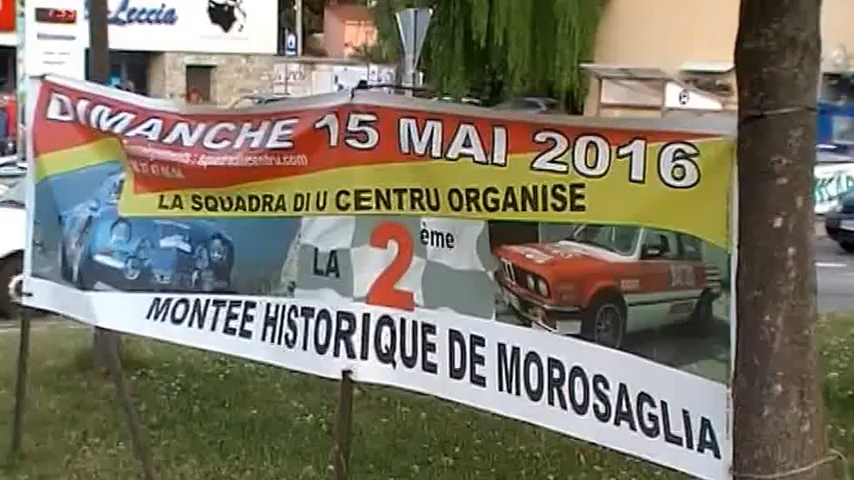 Leccia
DIMANCHE 15 MAI 2016
LA SQUADRA DI U CENTRU ORGANISE
LA 2ème
MONTEE HISTORIQUE DE MOROSAGLIA